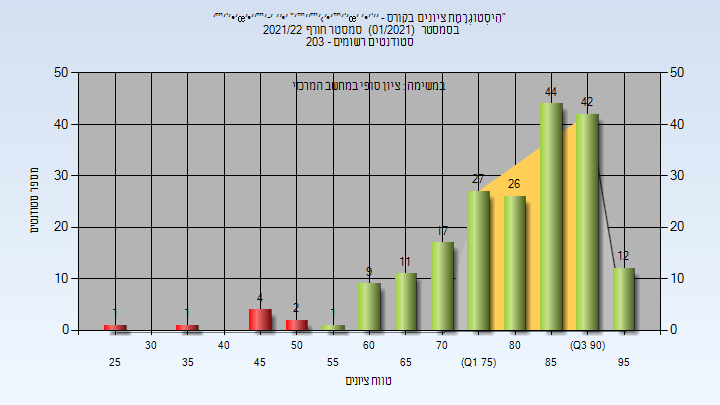 הִיסְטוֹגְרָמַת ציונים בקורס -
בסמסטר (01/2021) סמסטר חורף 2021/22
סטודנטים רשומים - 203
במשימה : ציון סופי במחשב המרכזי
מספר סטודנטים
50 50
40 40
30 30
20 20
10 10
0 0
1 1 4 2 1 9 11 17 27 26 44 42 12
30 40 50 60 70 80 (Q3 90)
25 35 45 55 65 (Q1 75) 85 95
טווח ציונים